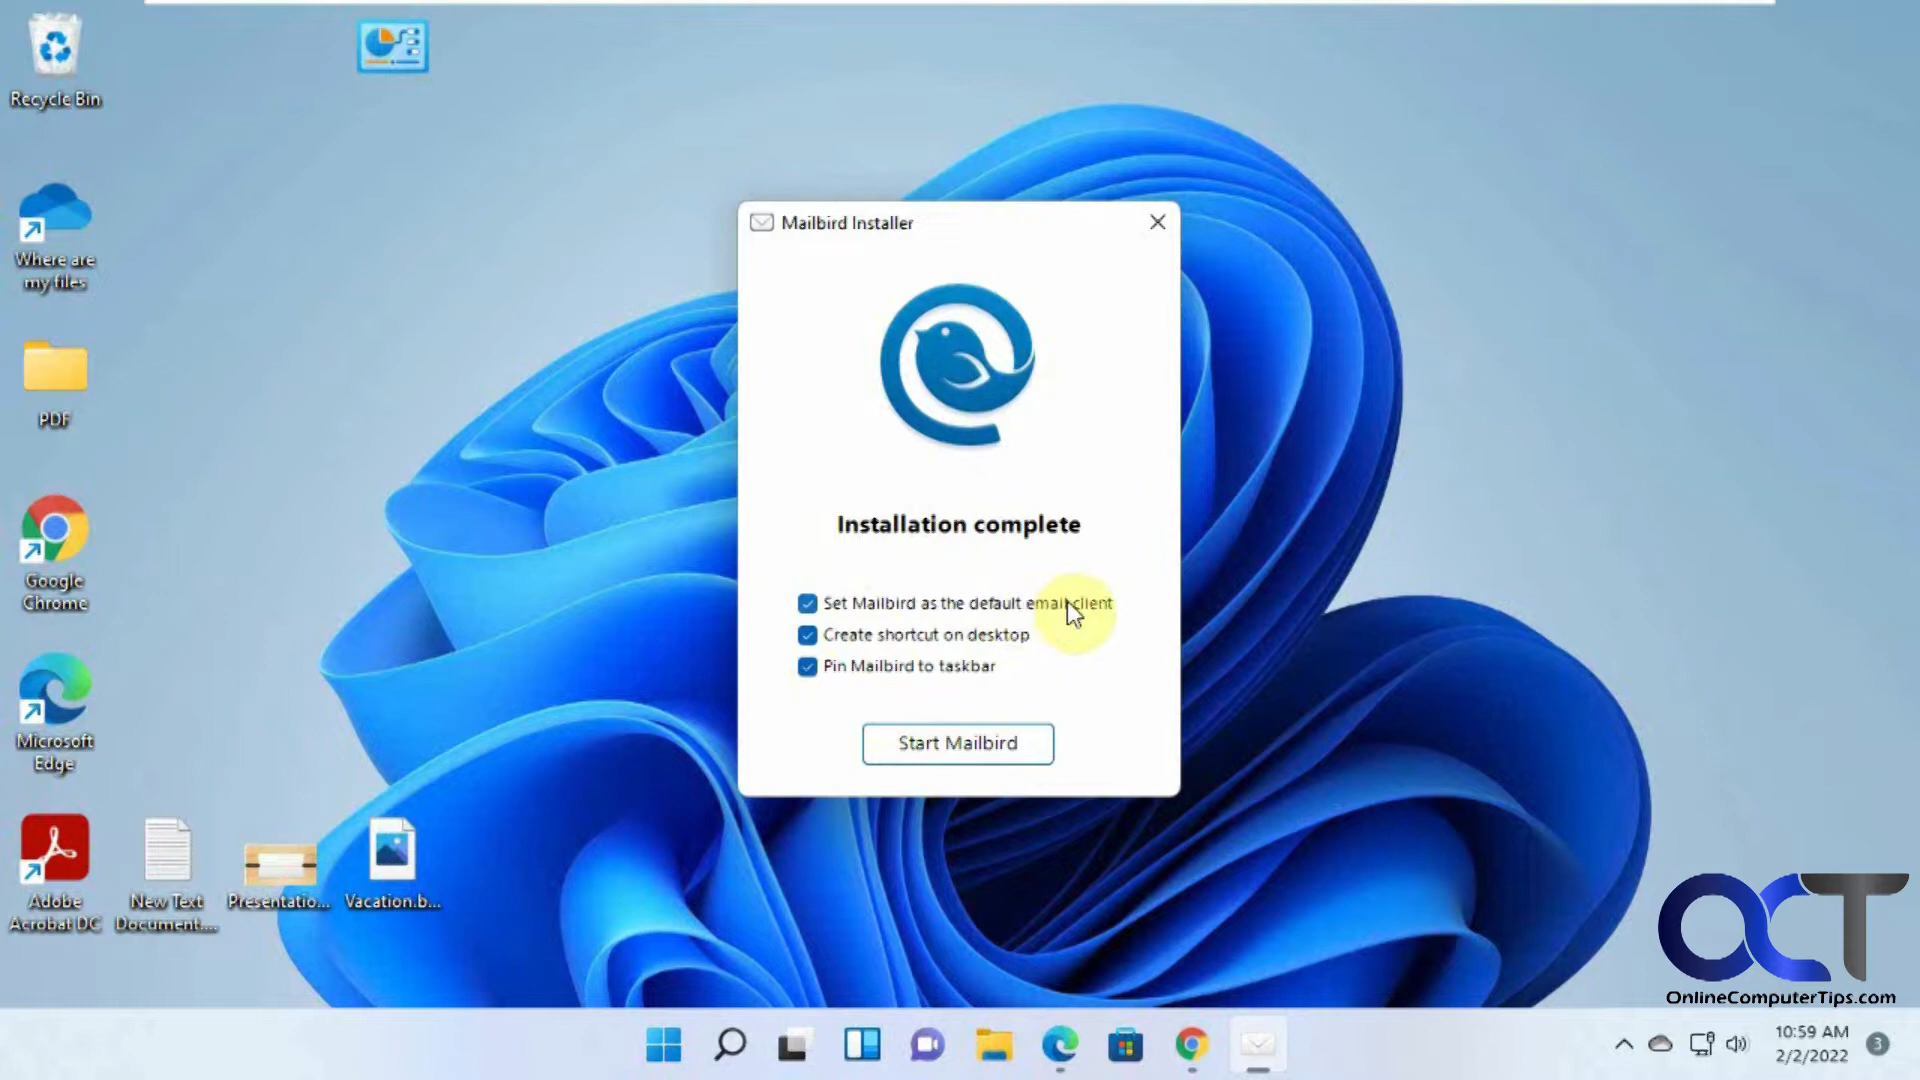 Recycle Bin
Where are
my files
PDF
Google
Chrome
Microsoft
Edge
Adobe
Acrobat DC
New Text
Document....
Presentatio...
Vacation.b...
Mailbird Installer
Installation complete
Set Mailbird as the default email client
Create shortcut on desktop
Pin Mailbird to taskbar
Start Mailbird
OCT
OnlineComputerTips.com
10:59 AM
2/2/2022
3